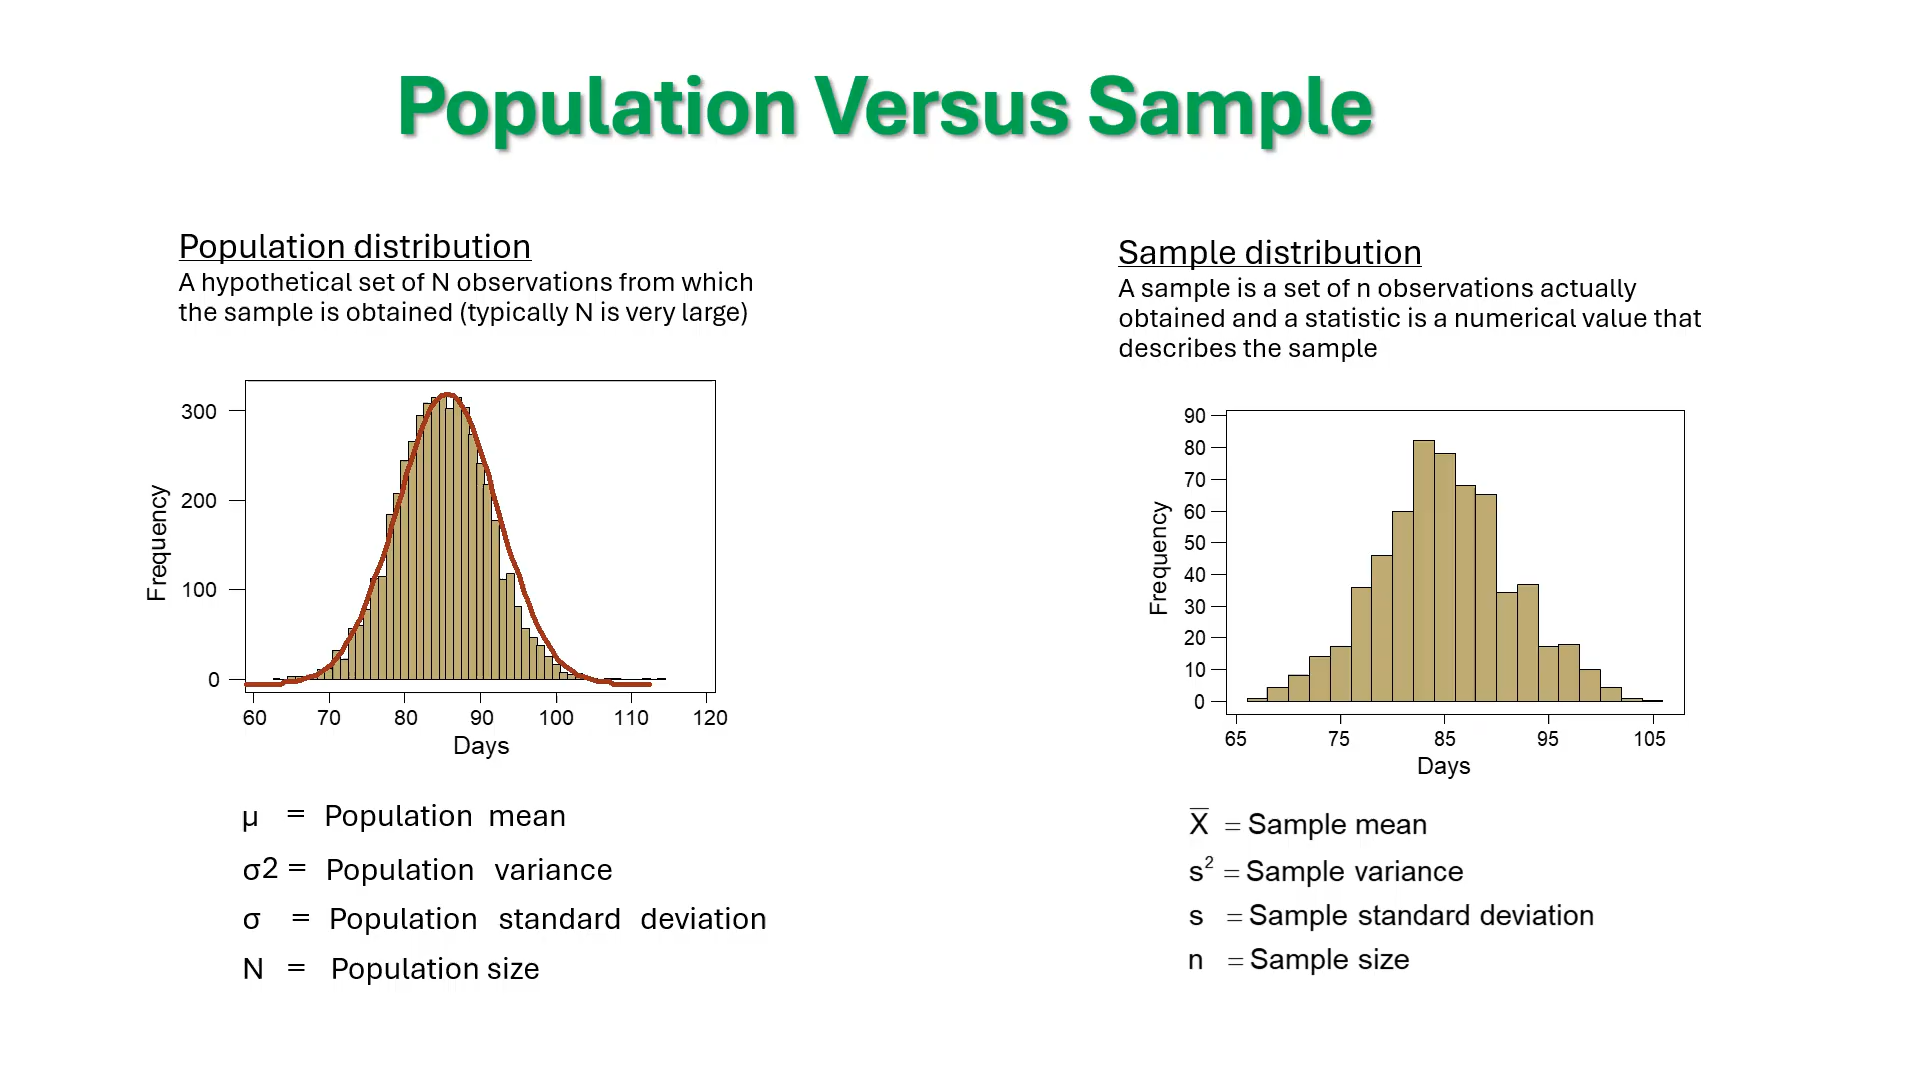 Population Versus Sample
Population distribution
A hypothetical set of N observations from which
the sample is obtained (typically N is very large)
300
200
100
0
Frequency
60 70 80 90 100 110 120
Days
μ = Population mean
σ2 = Population variance
σ = Population standard deviation
N = Population size
Sample distribution
A sample is a set of n observations actually
obtained and a statistic is a numerical value that
describes the sample
90
80
70
60
50
40
30
20
10
0
Frequency
65 75 85 95 105
Days
X̅ = Sample mean
s² = Sample variance
s = Sample standard deviation
n = Sample size